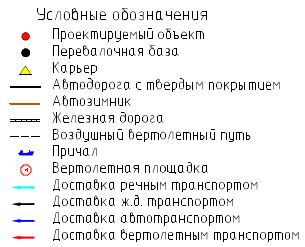 Условные обозначения
Проектируемый объект
Перевалочная база
Карьер
Автодорога с твердым покрытием
Автозимник
Железная дорога
Воздушный вертолетный путь
Причал
Вертолетная площадка
Доставка речным транспортом
Доставка ж.д. транспортом
Доставка автотранспортом
Доставка вертолетным транспортом